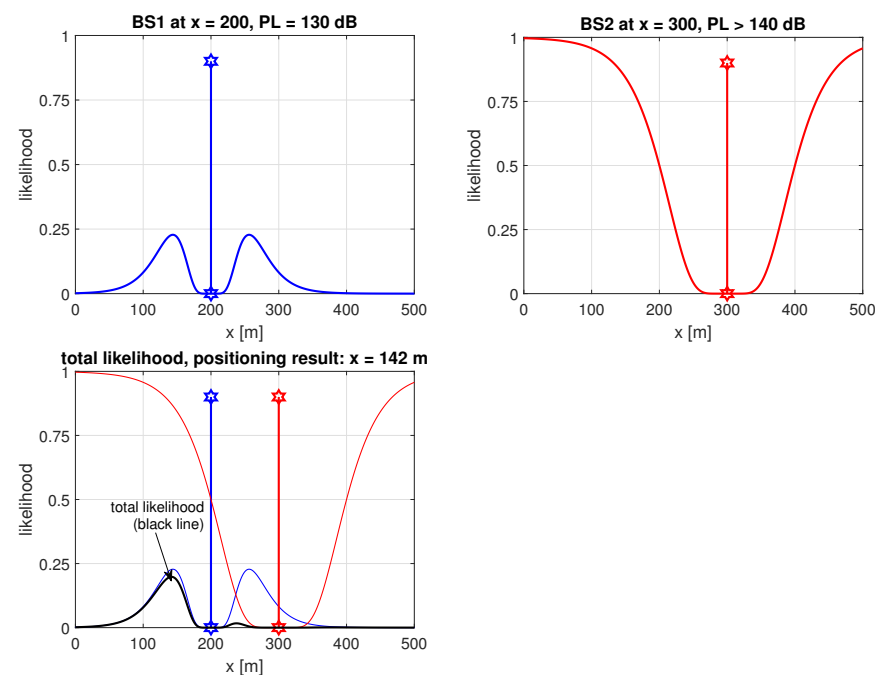 BS1 at x = 200, PL = 130 dB
1
0.75
0.5
0.25
0
likelihood
0 100 200 300 400 500
x [m]
BS2 at x = 300, PL > 140 dB
1
0.75
0.5
0.25
0
likelihood
0 100 200 300 400 500
x [m]
total likelihood, positioning result: x = 142 m
1
0.75
0.5
0.25
0
likelihood
total likelihood
(black line)
0 100 200 300 400 500
x [m]